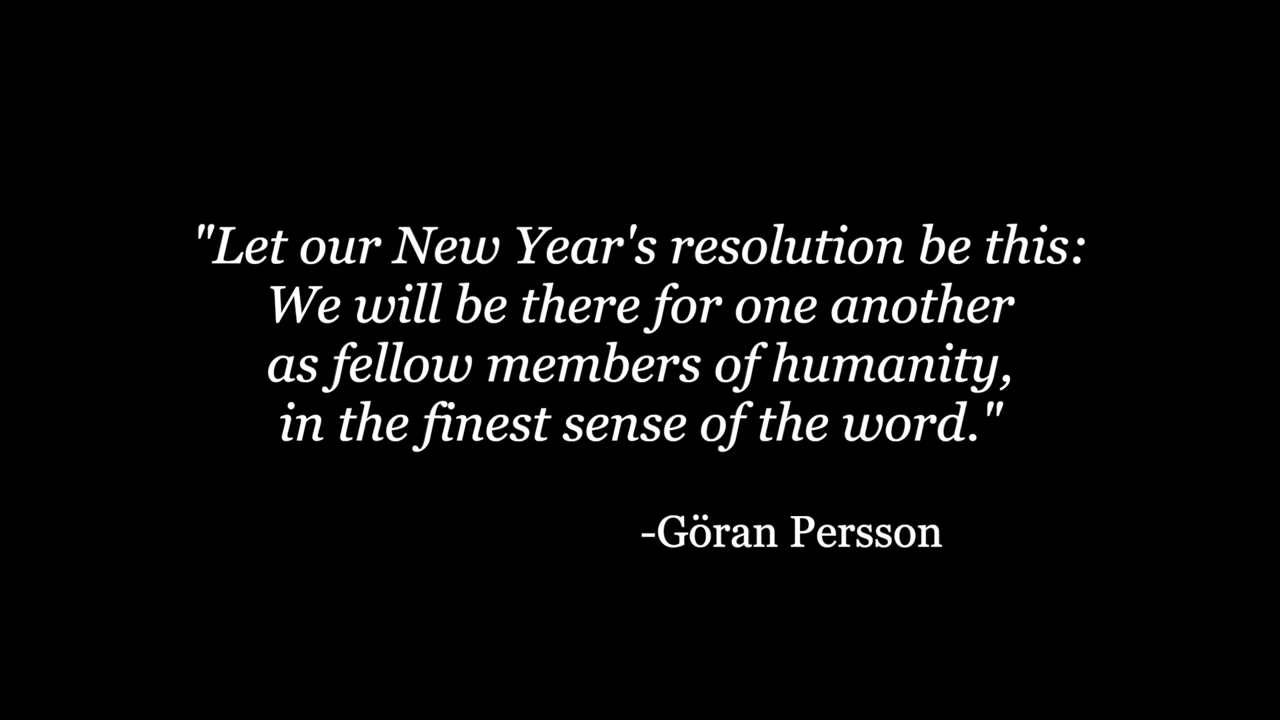 "Let our New Year's resolution be this:
We will be there for one another
as fellow members of humanity,
in the finest sense of the word."
-Göran Persson